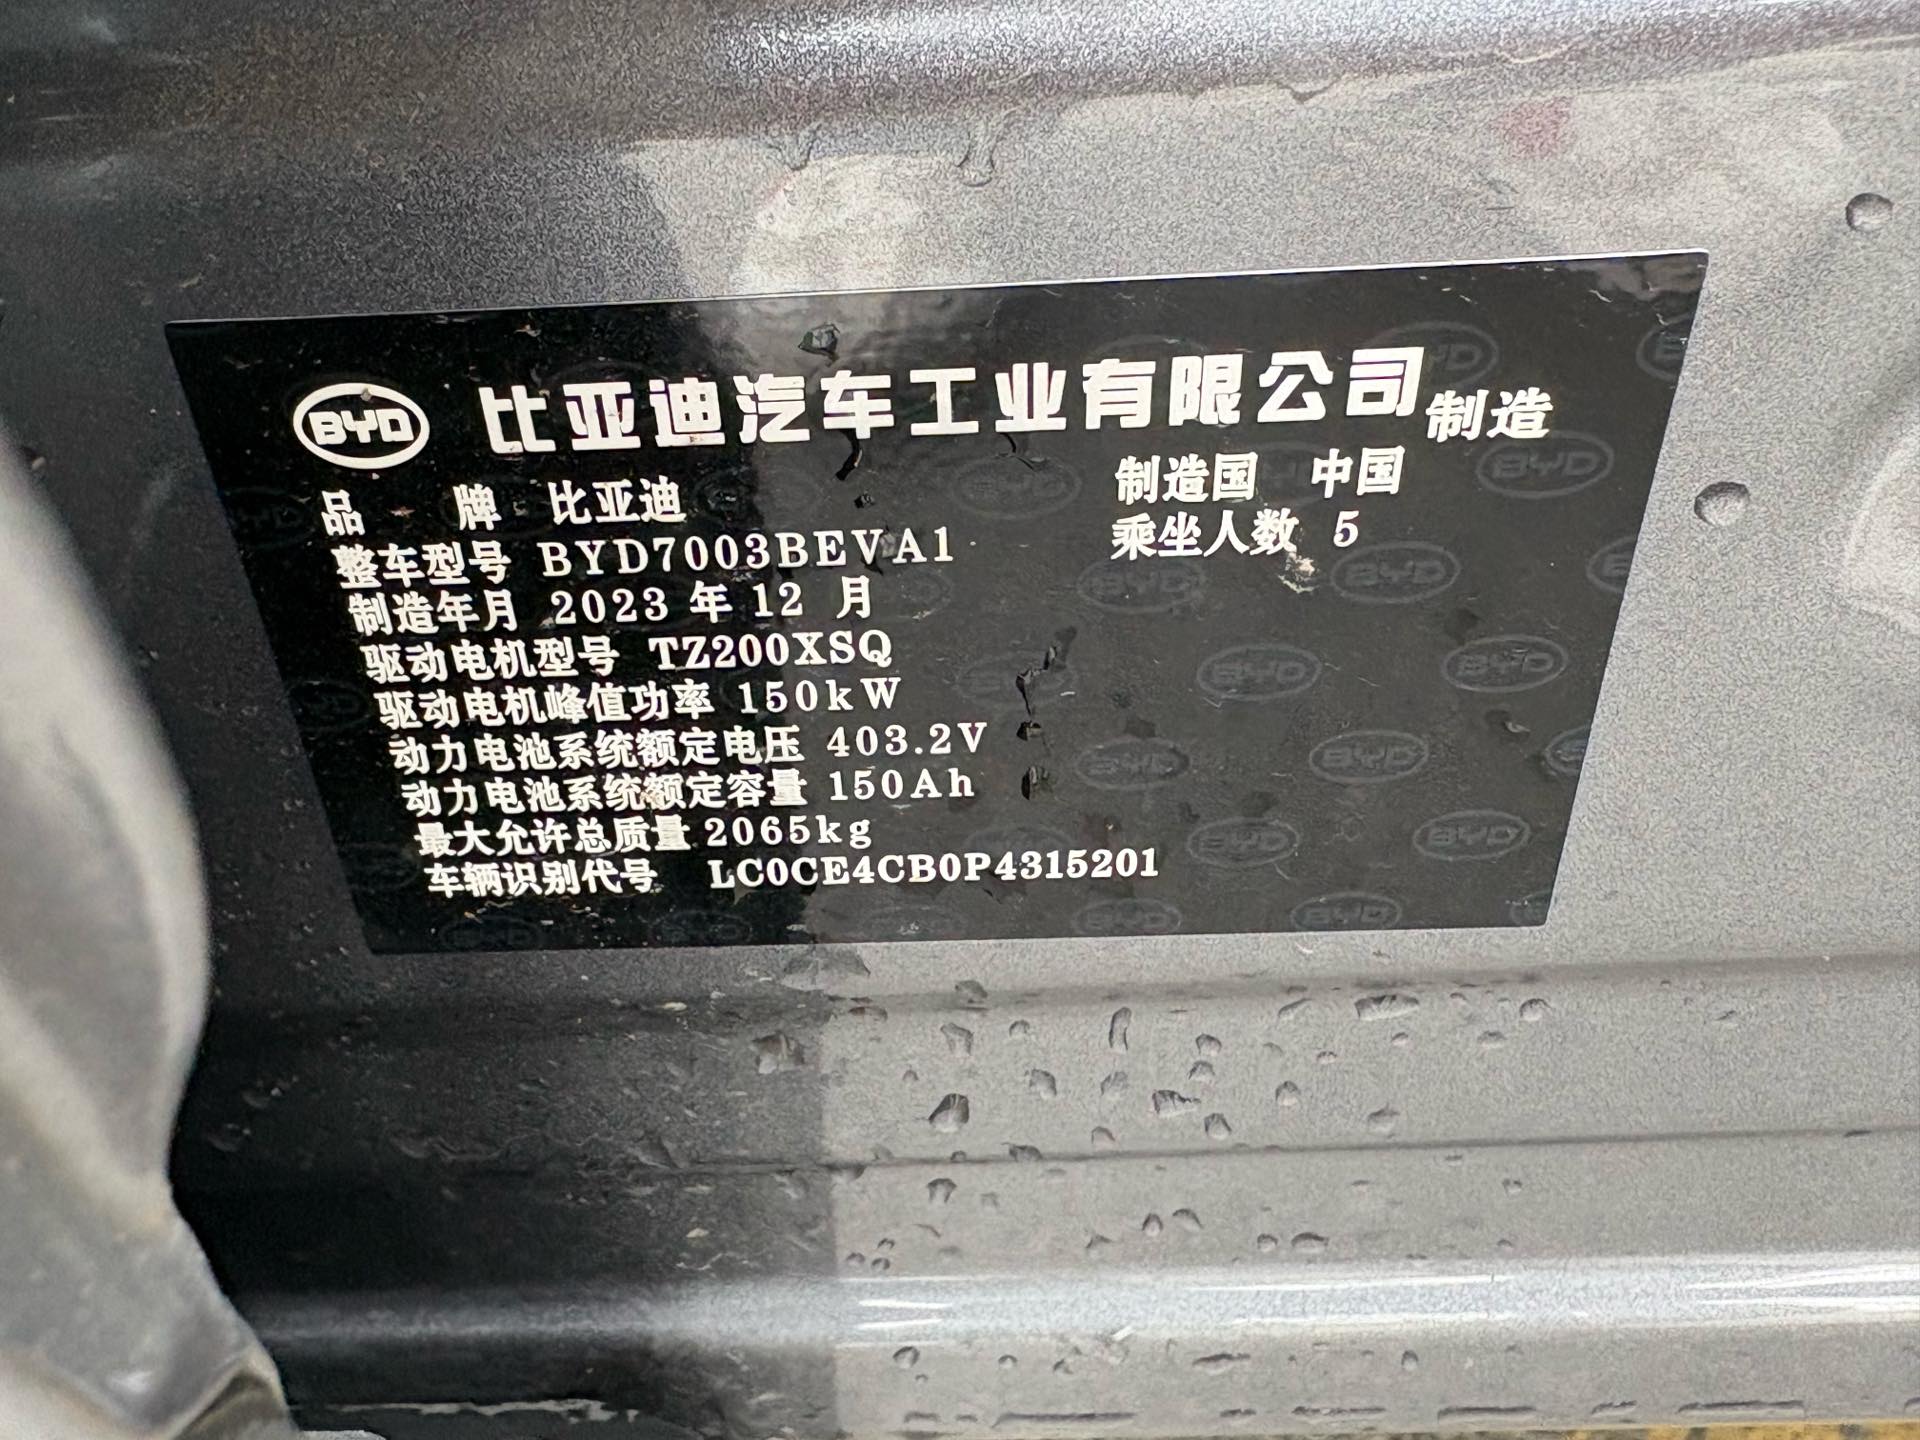 BYD 比亚迪汽车工业有限公司 制造
品 牌 比亚迪
制造国 中国
整车型号 BYD7003BEVA1
乘坐人数 5
制造年月 2023 年 12 月
驱动电机型号 TZ200XSQ
驱动电机峰值功率 150kW
动力电池系统额定电压 403.2V
动力电池系统额定容量 150Ah
最大允许总质量 2065kg
车辆识别代号 LC0CE4CB0P4315201